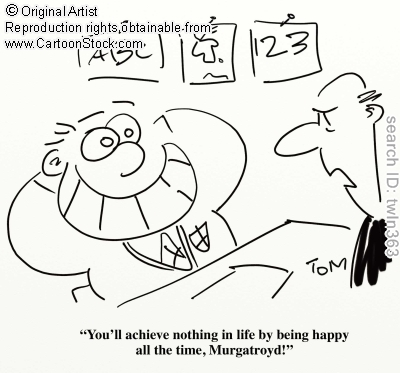 © Original Artist
Reproduction rights obtainable from
www.CartoonStock.com
ABC
123
search ID: twln363
TOM
“You’ll achieve nothing in life by being happy
all the time, Murgatroyd!”